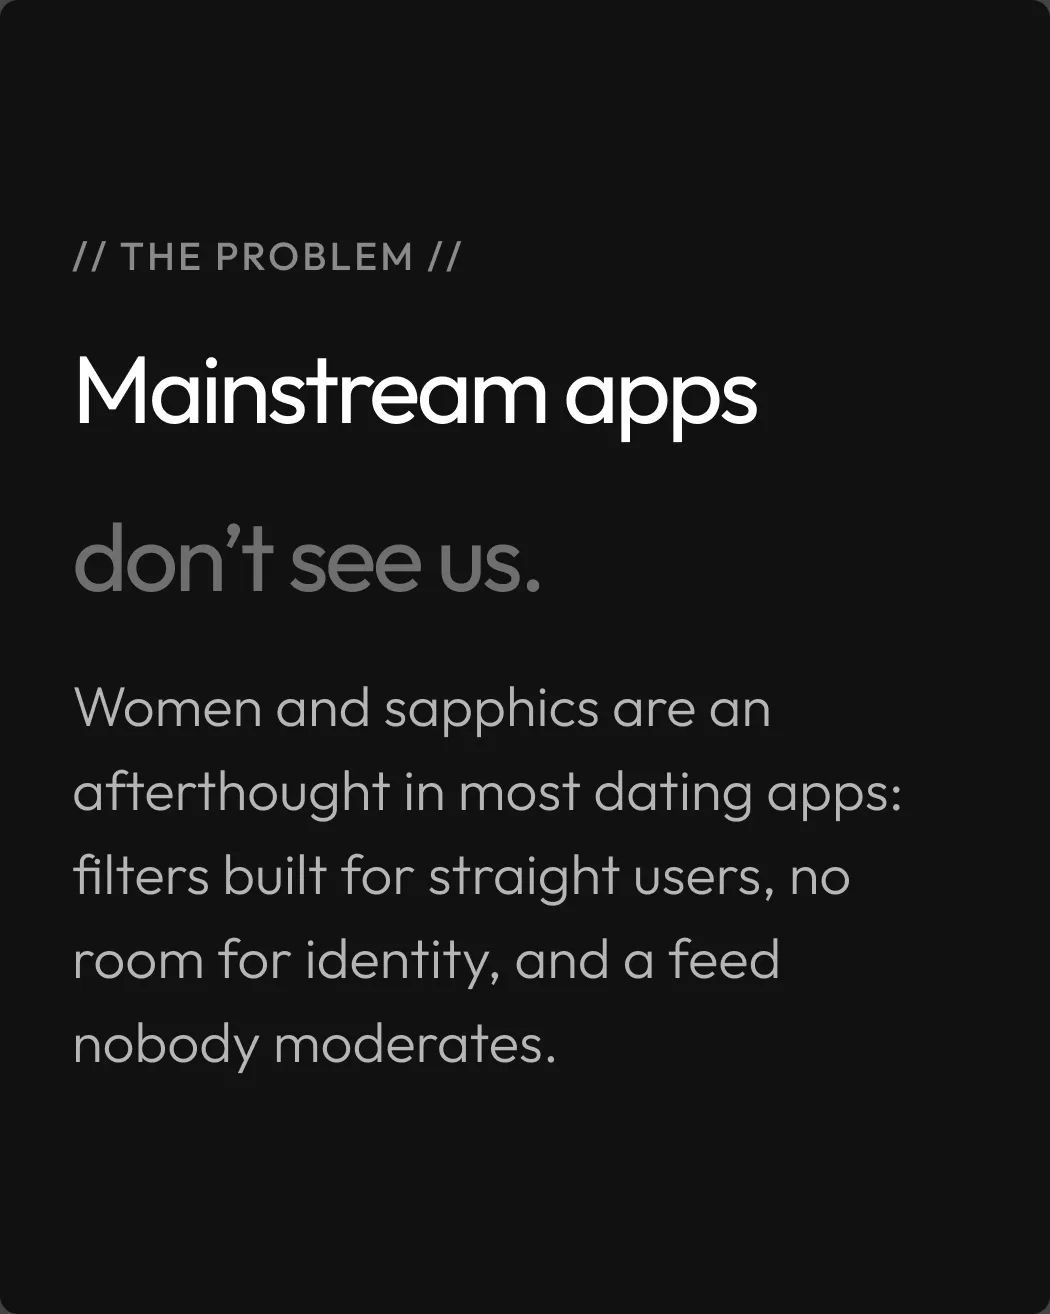 // THE PROBLEM //
Mainstream apps
don’t see us.
Women and sapphics are an
afterthought in most dating apps:
filters built for straight users, no
room for identity, and a feed
nobody moderates.